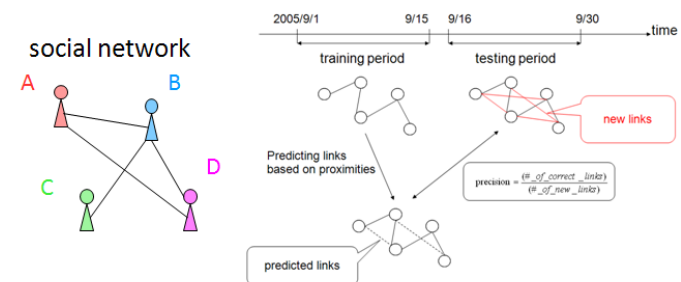 social network
A
B
C
D
2005/9/1
9/15
9/16
9/30
time
training period
testing period
new links
Predicting links
based on proximities
precision = (#_of_correct_links) / (#_of_new_links)
predicted links